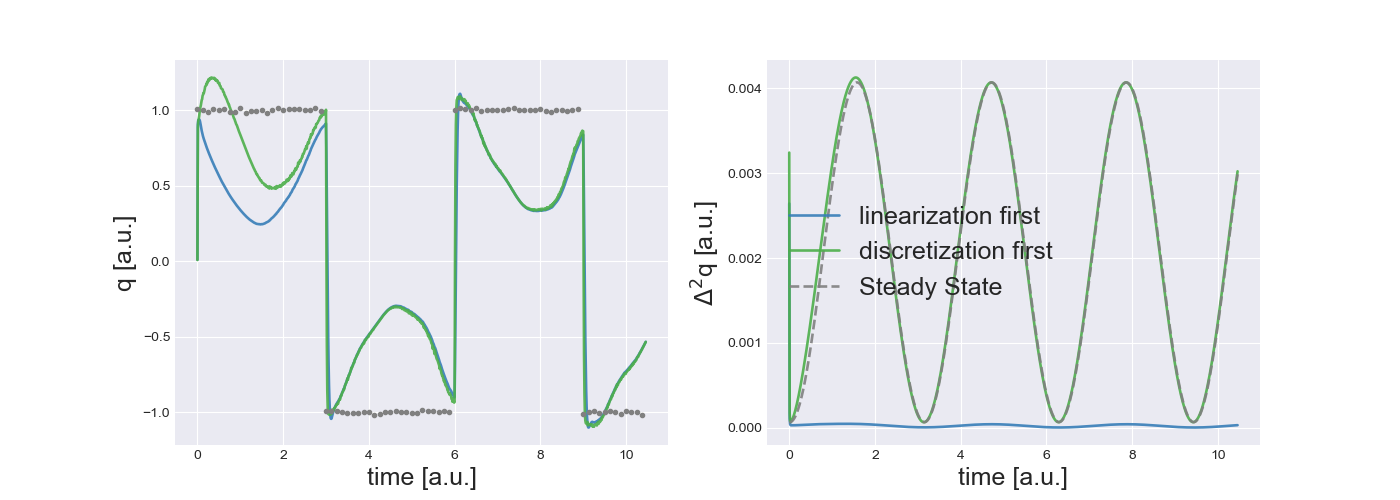 q [a.u.]
1.0
0.5
0.0
−0.5
−1.0
0 2 4 6 8 10
time [a.u.]
Δ²q [a.u.]
0.004
0.003
0.002
0.001
0.000
linearization first
discretization first
Steady State
0 2 4 6 8 10
time [a.u.]